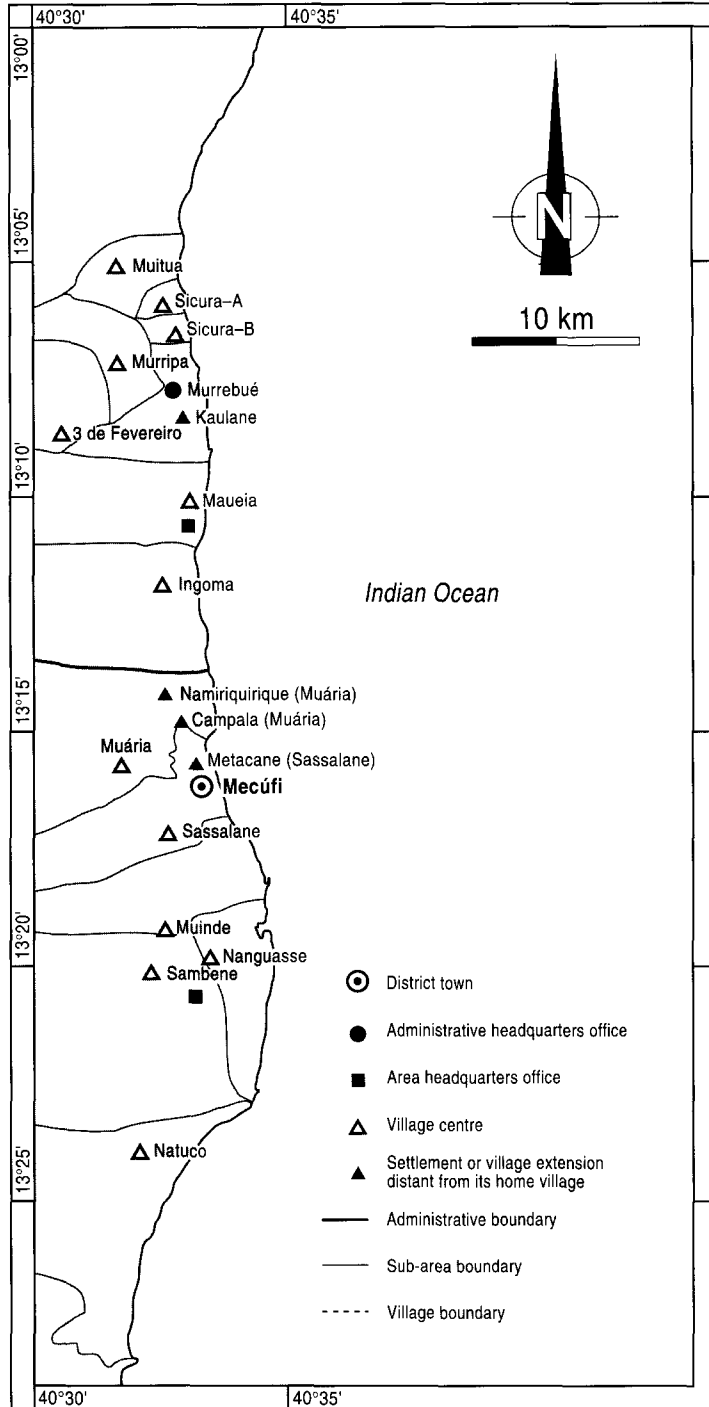 40°30'
40°35'
13°00'
N
13°05'
Muitua
Sicura–A
10 km
Sicura–B
Murripa
Murrebué
Kaulane
3 de Fevereiro
13°10'
Maueia
Ingoma
Indian Ocean
13°15'
Namiriquirique (Muária)
Campala (Muária)
Muária
Metacane (Sassalane)
Mecúfi
Sassalane
13°20'
Muinde
Nanguasse
Sambene
District town
Administrative headquarters office
Area headquarters office
Village centre
13°25'
Natuco
Settlement or village extension
distant from its home village
Administrative boundary
Sub-area boundary
Village boundary
40°30'
40°35'